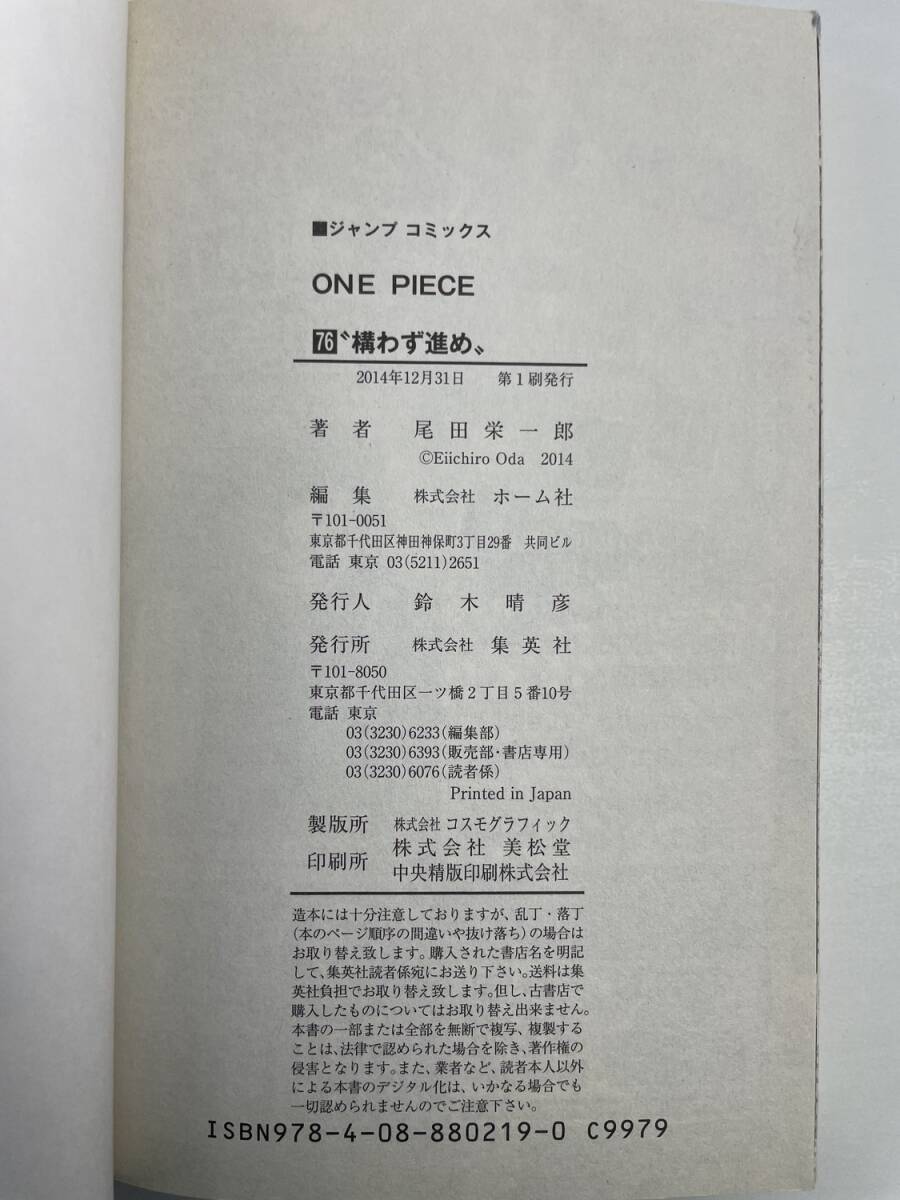 ■ジャンプ コミックス
ONE PIECE
76〝構わず進め〟
2014年12月31日 第1刷発行
著者 尾田栄一郎
©Eiichiro Oda 2014
編集 株式会社 ホーム社
〒101-0051
東京都千代田区神田神保町3丁目29番 共同ビル
電話 東京 03(5211)2651
発行人 鈴木晴彦
発行所 株式会社 集英社
〒101-8050
東京都千代田区一ツ橋2丁目5番10号
電話 東京
03(3230)6233(編集部)
03(3230)6393(販売部・書店専用)
03(3230)6076(読者係)
Printed in Japan
製版所 株式会社 コスモグラフィック
印刷所 株式会社 美松堂
中央精版印刷株式会社
造本には十分注意しておりますが、乱丁・落丁
(本のページ順序の間違いや抜け落ち)の場合は
お取り替え致します。購入された書店名を明記
して、集英社読者係宛にお送り下さい。送料は集
英社負担でお取り替え致します。但し、古書店で
購入したものについてはお取り替え出来ません。
本書の一部または全部を無断で複写、複製する
ことは、法律で認められた場合を除き、著作権の
侵害となります。また、業者など、読者本人以外
による本書のデジタル化は、いかなる場合でも
一切認められませんのでご注意下さい。
ISBN978-4-08-880219-0 C9979